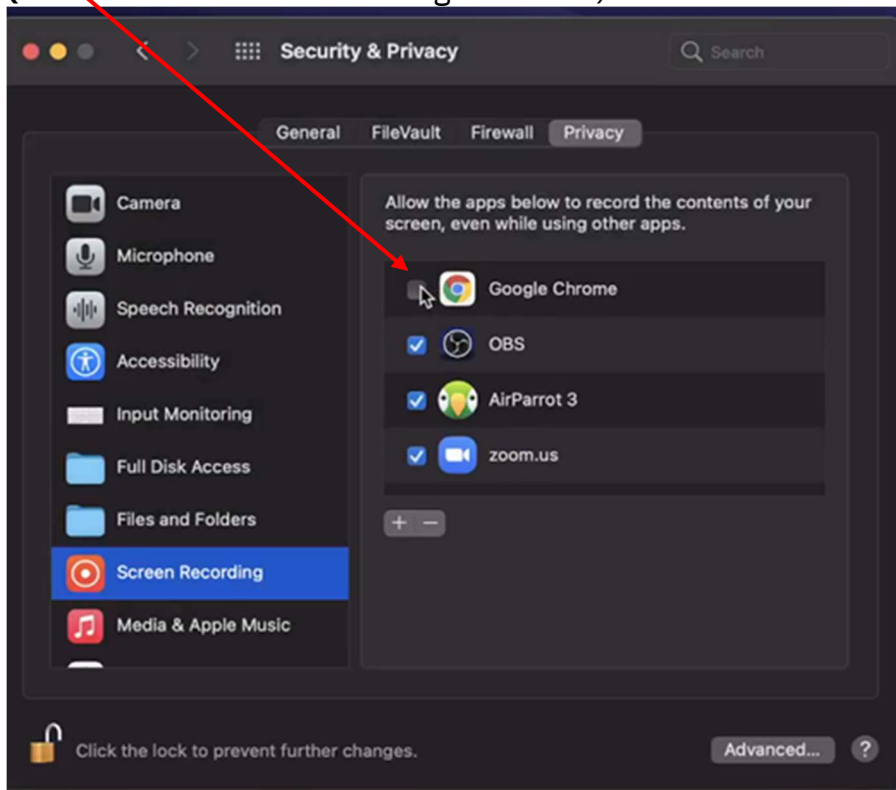 Security & Privacy
Search
General FileVault Firewall Privacy
Camera
Microphone
Speech Recognition
Accessibility
Input Monitoring
Full Disk Access
Files and Folders
Screen Recording
Media & Apple Music
Allow the apps below to record the contents of your
screen, even while using other apps.
Google Chrome
OBS
AirParrot 3
zoom.us
+ −
Click the lock to prevent further changes.
Advanced... ?